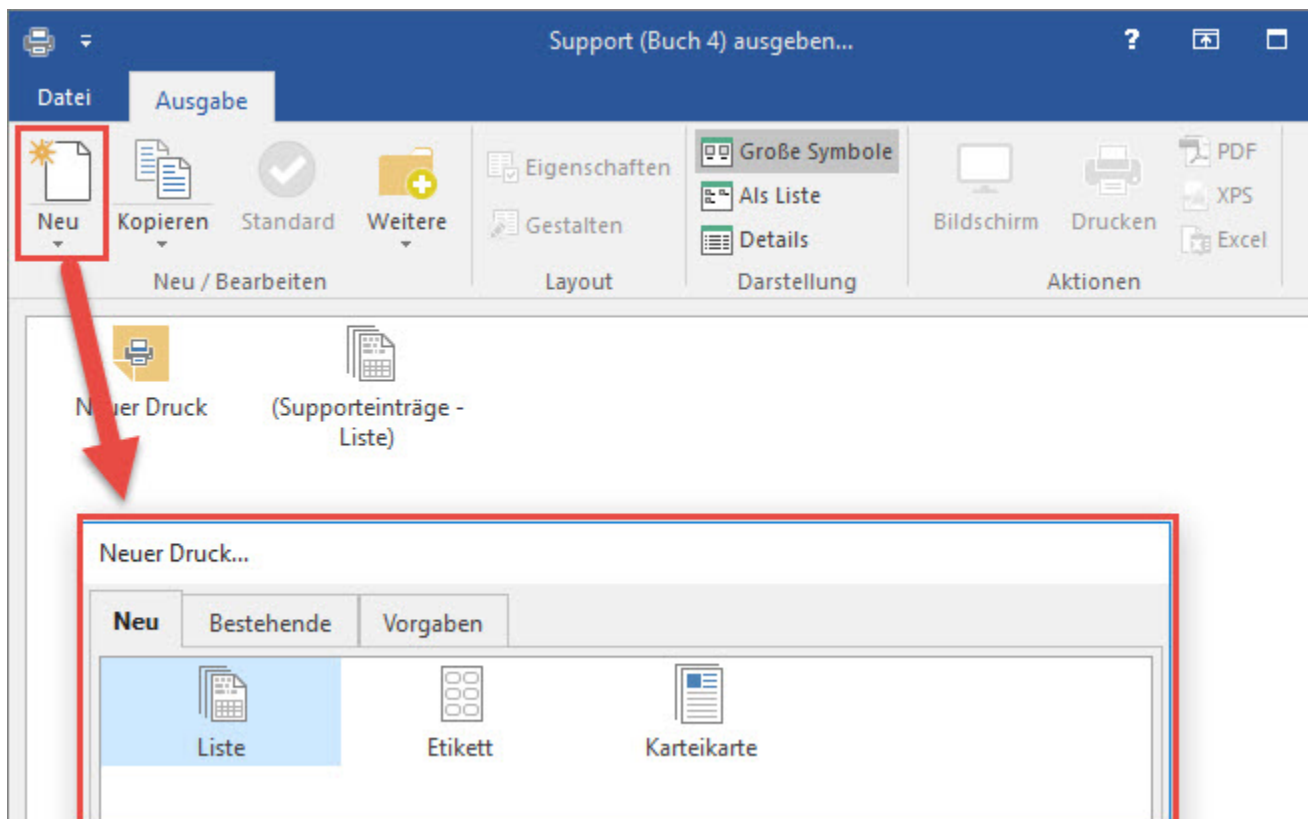 Support (Buch 4) ausgeben...
?
Datei
Ausgabe
Neu
Kopieren
Standard
Weitere
Neu / Bearbeiten
Eigenschaften
Gestalten
Layout
Große Symbole
Als Liste
Details
Darstellung
Bildschirm
Drucken
PDF
XPS
Excel
Aktionen
Neuer Druck
(Supporteinträge -
Liste)
Neuer Druck...
Neu
Bestehende
Vorgaben
Liste
Etikett
Karteikarte